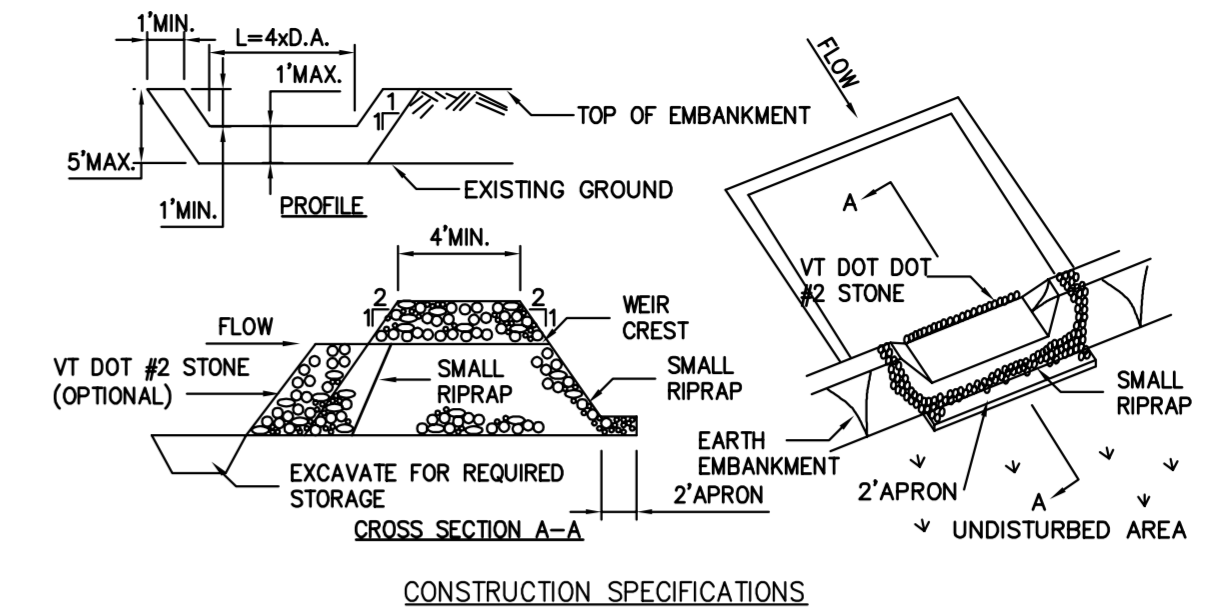 1'MIN.
L=4xD.A.
1'MAX.
1
1
TOP OF EMBANKMENT
5'MAX.
EXISTING GROUND
1'MIN.
PROFILE
4'MIN.
2
1
2
1
WEIR
CREST
FLOW
VT DOT #2 STONE
(OPTIONAL)
SMALL
RIPRAP
SMALL
RIPRAP
EXCAVATE FOR REQUIRED
STORAGE
2'APRON
CROSS SECTION A-A
FLOW
A
VT DOT DOT
#2 STONE
SMALL
RIPRAP
EARTH
EMBANKMENT
2'APRON
A
UNDISTURBED AREA
CONSTRUCTION SPECIFICATIONS